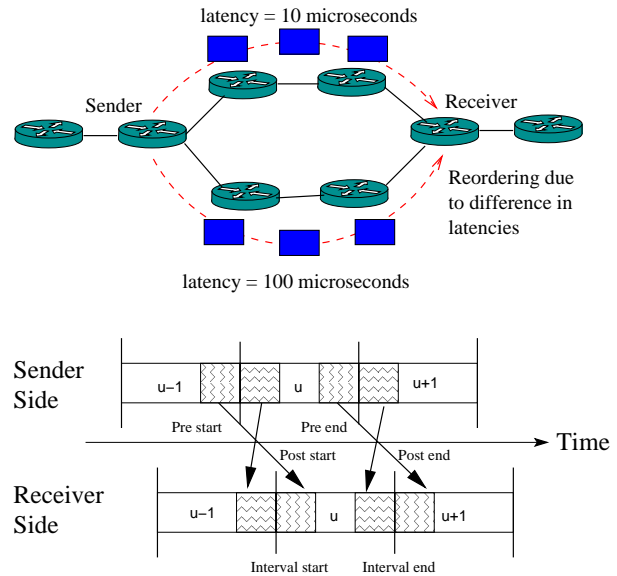 latency = 10 microseconds
Sender
Receiver
Reordering due
to difference in
latencies
latency = 100 microseconds
Sender
Side
u−1
u
u+1
Pre start
Pre end
Post start
Post end
Time
Receiver
Side
u−1
u
u+1
Interval start
Interval end